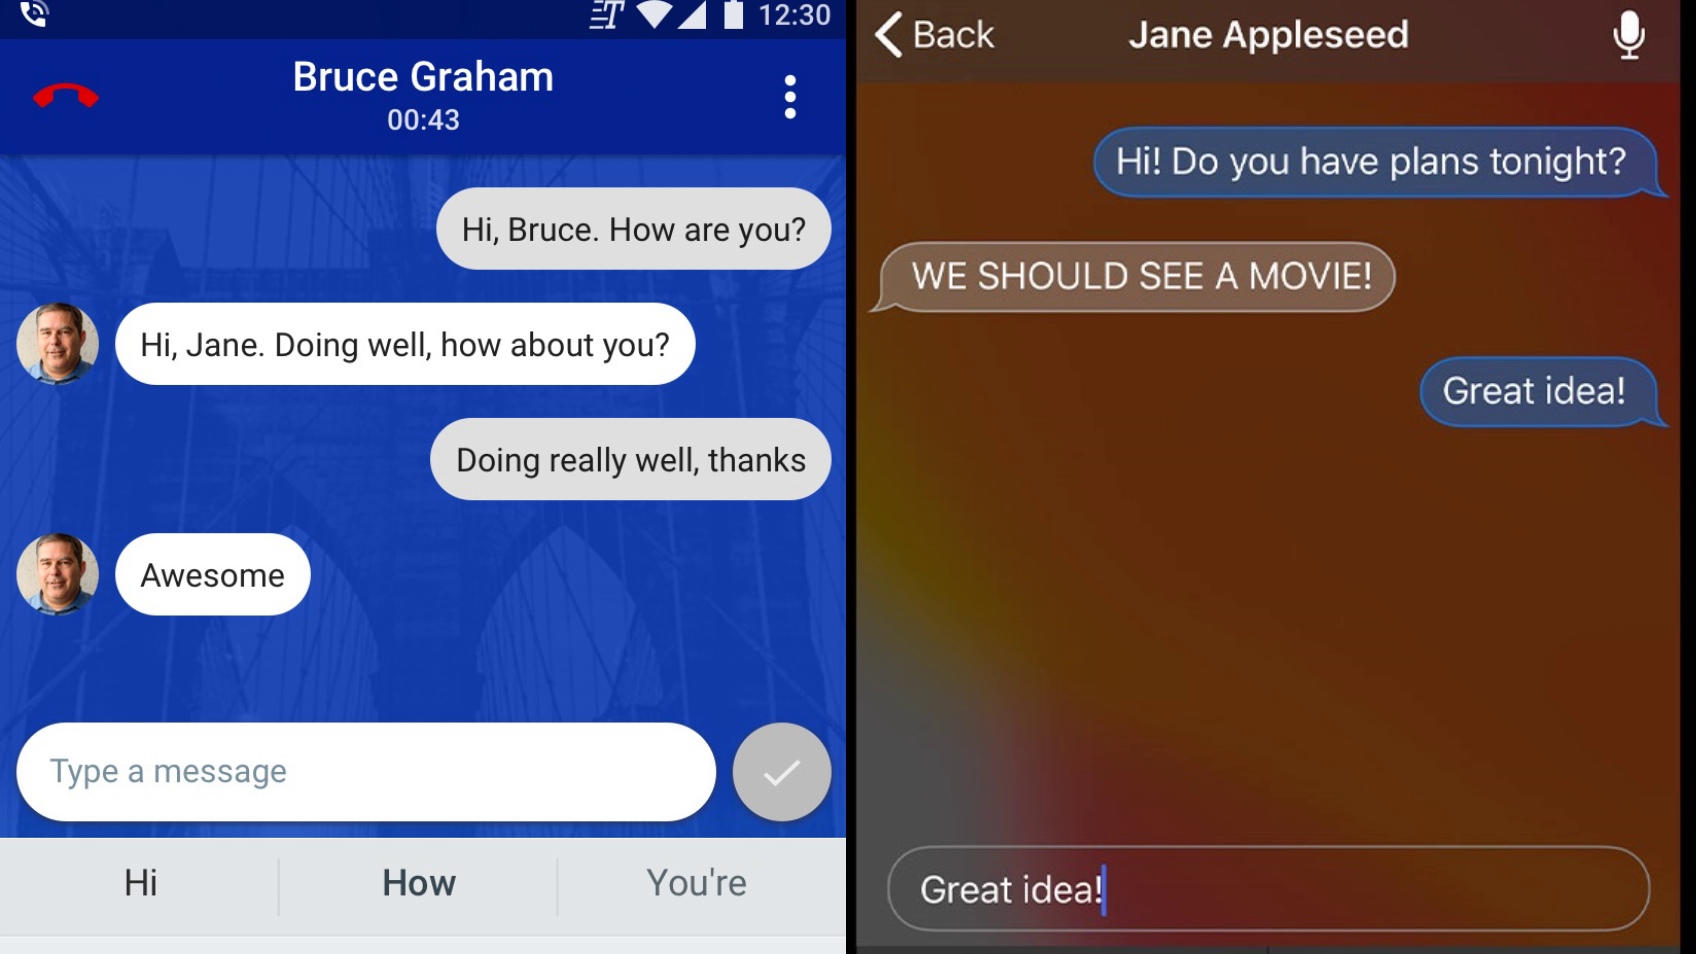 12:30
Bruce Graham
00:43
Hi, Bruce. How are you?
Hi, Jane. Doing well, how about you?
Doing really well, thanks
Awesome
Type a message
Hi How You're
Back Jane Appleseed
Hi! Do you have plans tonight?
WE SHOULD SEE A MOVIE!
Great idea!
Great idea!